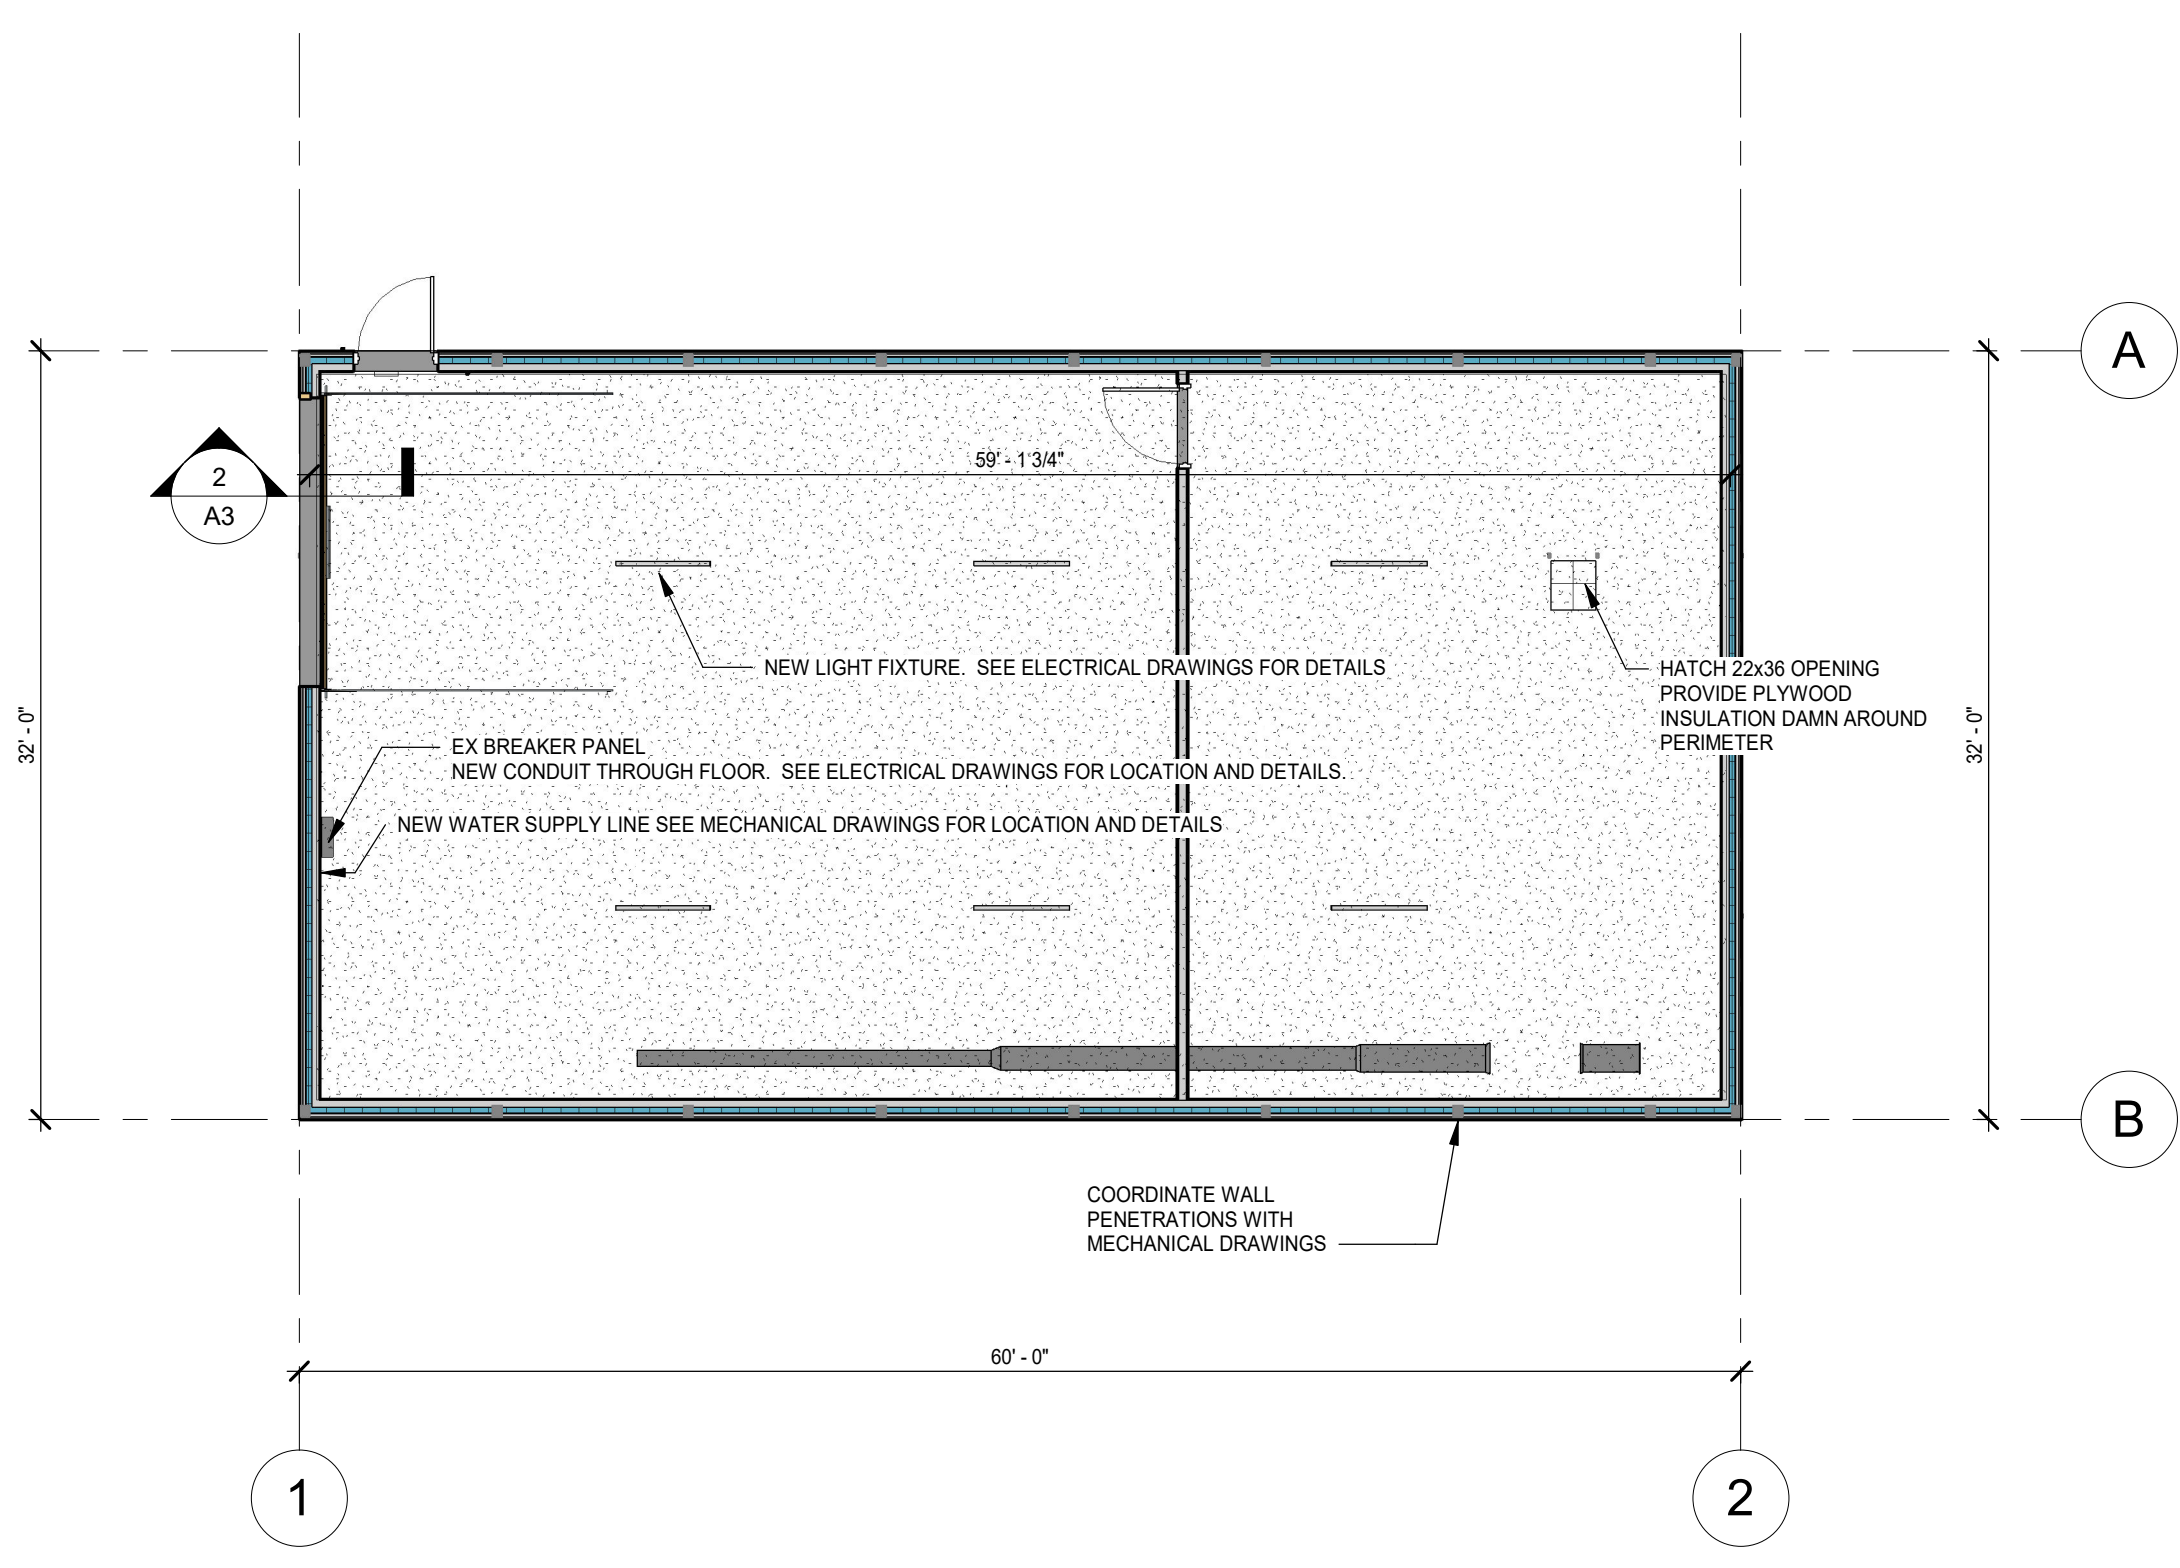 A
59' - 1 3/4"
2
A3
NEW LIGHT FIXTURE.  SEE ELECTRICAL DRAWINGS FOR DETAILS
HATCH 22x36 OPENING
PROVIDE PLYWOOD
INSULATION DAMN AROUND
PERIMETER
32' - 0"
32' - 0"
EX BREAKER PANEL
NEW CONDUIT THROUGH FLOOR.  SEE ELECTRICAL DRAWINGS FOR LOCATION AND DETAILS.
NEW WATER SUPPLY LINE SEE MECHANICAL DRAWINGS FOR LOCATION AND DETAILS
B
COORDINATE WALL
PENETRATIONS WITH
MECHANICAL DRAWINGS
60' - 0"
1
2